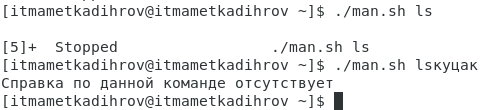 [itmametkadihrov@itmametkadihrov ~]$ ./man.sh ls
[5]+  Stopped                 ./man.sh ls
[itmametkadihrov@itmametkadihrov ~]$ ./man.sh lsкуцак
Справка по данной команде отсутствует
[itmametkadihrov@itmametkadihrov ~]$